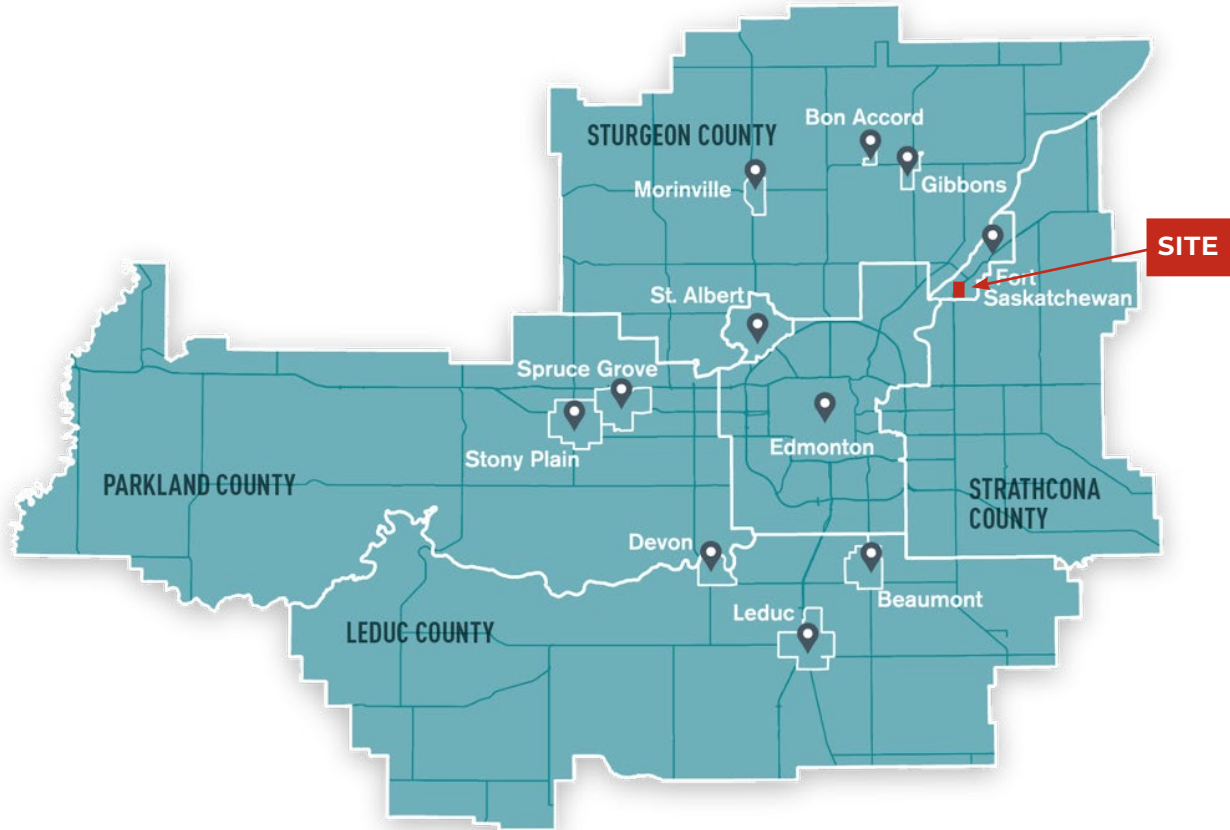 Bon Accord
STURGEON COUNTY
Morinville
Gibbons
SITE
Fort
Saskatchewan
St. Albert
Spruce Grove
Stony Plain
Edmonton
PARKLAND COUNTY
STRATHCONA
COUNTY
Devon
Beaumont
Leduc
LEDUC COUNTY